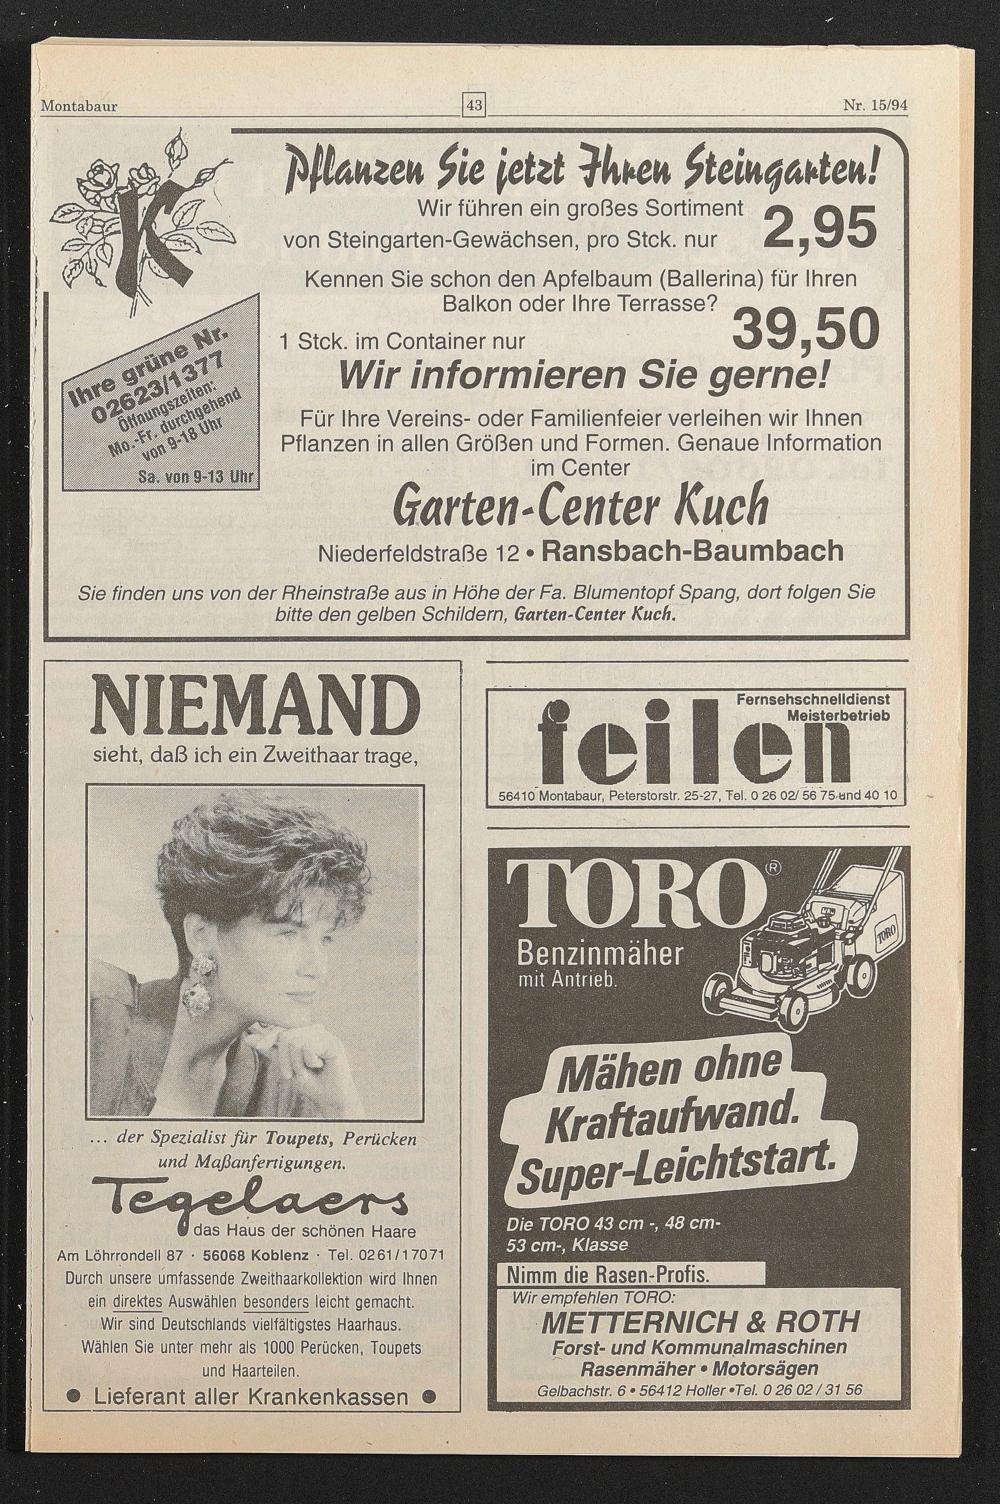 Montabaur
43
Nr. 15/94
K
Pflanzen Sie jetzt Ihren Steingarten!
Wir führen ein großes Sortiment
von Steingarten-Gewächsen, pro Stck. nur 2,95
Kennen Sie schon den Apfelbaum (Ballerina) für Ihren
Balkon oder Ihre Terrasse?
1 Stck. im Container nur 39,50
Wir informieren Sie gerne!
Ihre grüne Nr.
02623/1377
Öffnungszeiten:
Mo.-Fr. durchgehend
von 9-18 Uhr
Sa. von 9-13 Uhr
Für Ihre Vereins- oder Familienfeier verleihen wir Ihnen
Pflanzen in allen Größen und Formen. Genaue Information
im Center
Garten-Center Kuch
Niederfeldstraße 12 • Ransbach-Baumbach
Sie finden uns von der Rheinstraße aus in Höhe der Fa. Blumentopf Spang, dort folgen Sie
bitte den gelben Schildern, Garten-Center Kuch.
NIEMAND
sieht, daß ich ein Zweithaar trage,
... der Spezialist für Toupets, Perücken
und Maßanfertigungen.
Tegelaers
das Haus der schönen Haare
Am Löhrrondell 87 · 56068 Koblenz · Tel. 0261/17071
Durch unsere umfassende Zweithaarkollektion wird Ihnen
ein direktes Auswählen besonders leicht gemacht.
Wir sind Deutschlands vielfältigstes Haarhaus.
Wählen Sie unter mehr als 1000 Perücken, Toupets
und Haarteilen.
● Lieferant aller Krankenkassen ●
Fernsehschnelldienst
Meisterbetrieb
feilen
56410 Montabaur, Peterstorstr. 25-27, Tel. 0 26 02/ 56 75 und 40 10
TORO®
TORO
Benzinmäher
mit Antrieb.
Mähen ohne
Kraftaufwand.
Super-Leichtstart.
Die TORO 43 cm -, 48 cm-
53 cm-, Klasse
Nimm die Rasen-Profis.
Wir empfehlen TORO:
METTERNICH & ROTH
Forst- und Kommunalmaschinen
Rasenmäher • Motorsägen
Gelbachstr. 6 • 56412 Holler •Tel. 0 26 02 / 31 56